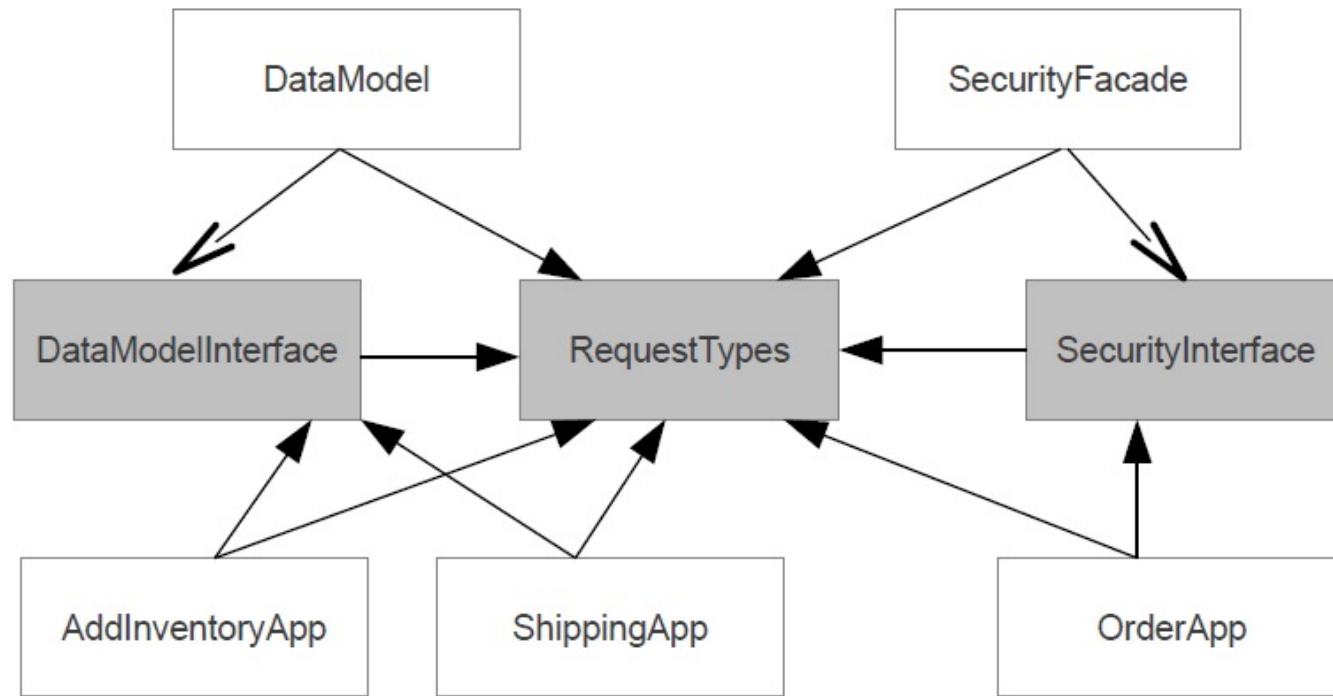 DataModel
SecurityFacade
DataModelInterface
RequestTypes
SecurityInterface
AddInventoryApp
ShippingApp
OrderApp